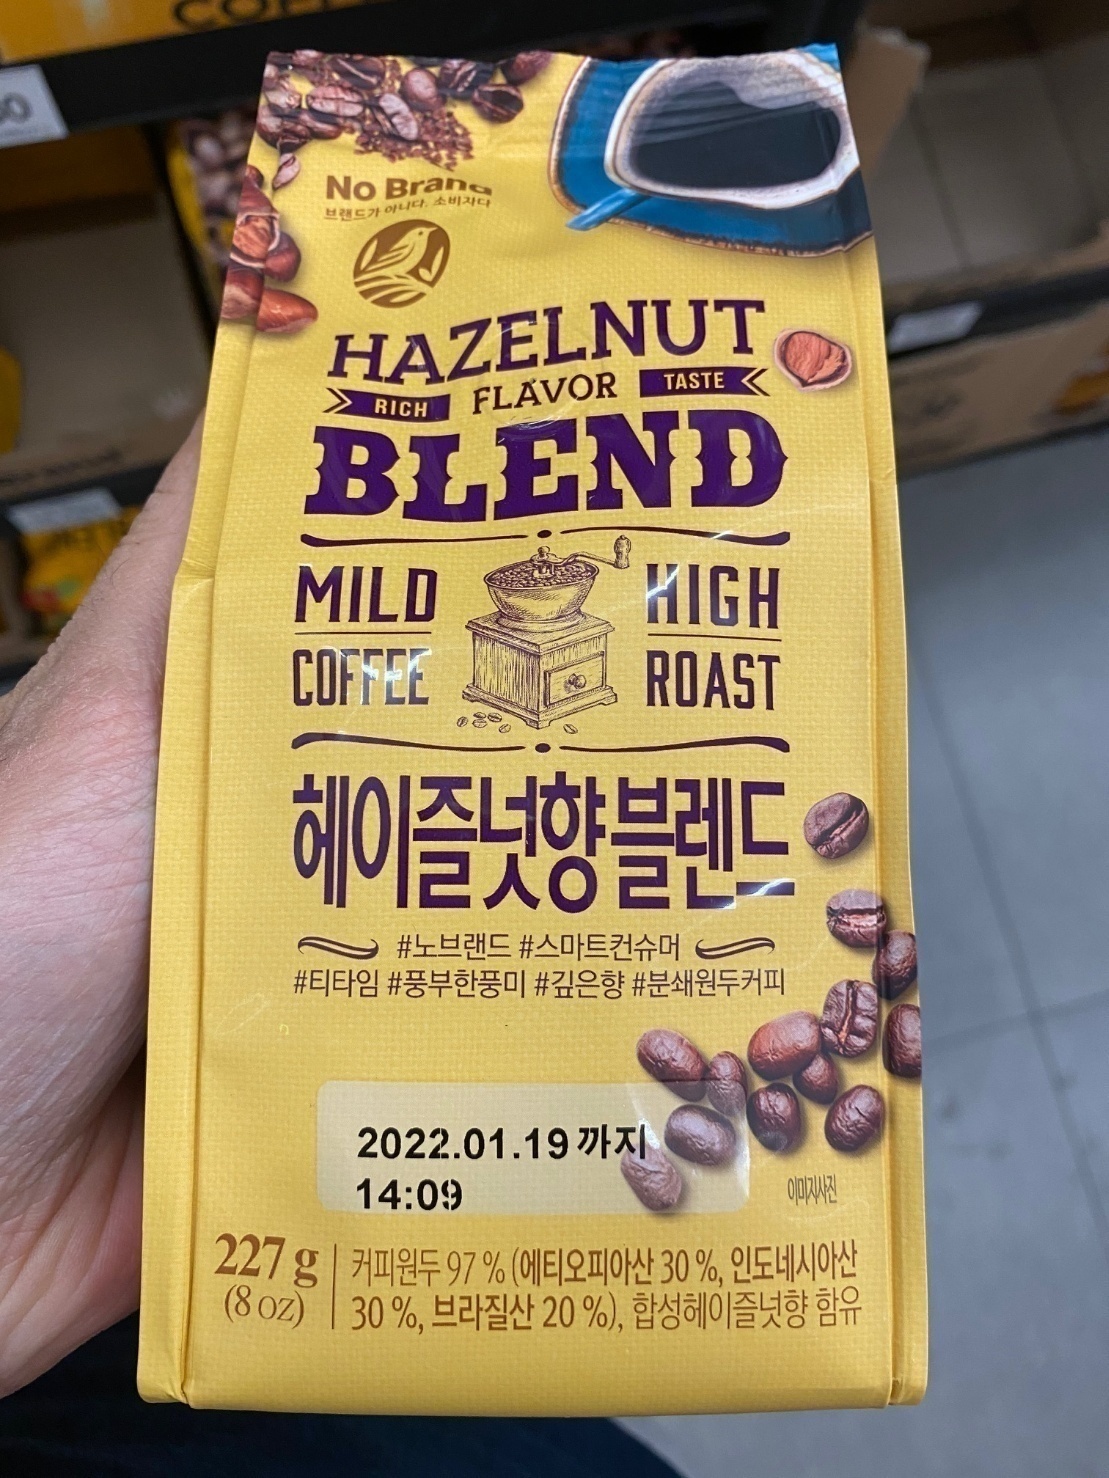 No Brand
브랜드가 아니다. 소비자다
HAZELNUT
RICH FLAVOR TASTE
BLEND
MILD HIGH
COFFEE ROAST
헤이즐넛향 블렌드
#노브랜드 #스마트컨슈머
#티타임 #풍부한풍미 #깊은향 #분쇄원두커피
2022.01.19 까지
14:09
이미지사진
227 g
(8 OZ)
커피원두 97 % (에티오피아산 30 %, 인도네시아산
30 %, 브라질산 20 %), 합성헤이즐넛향 함유